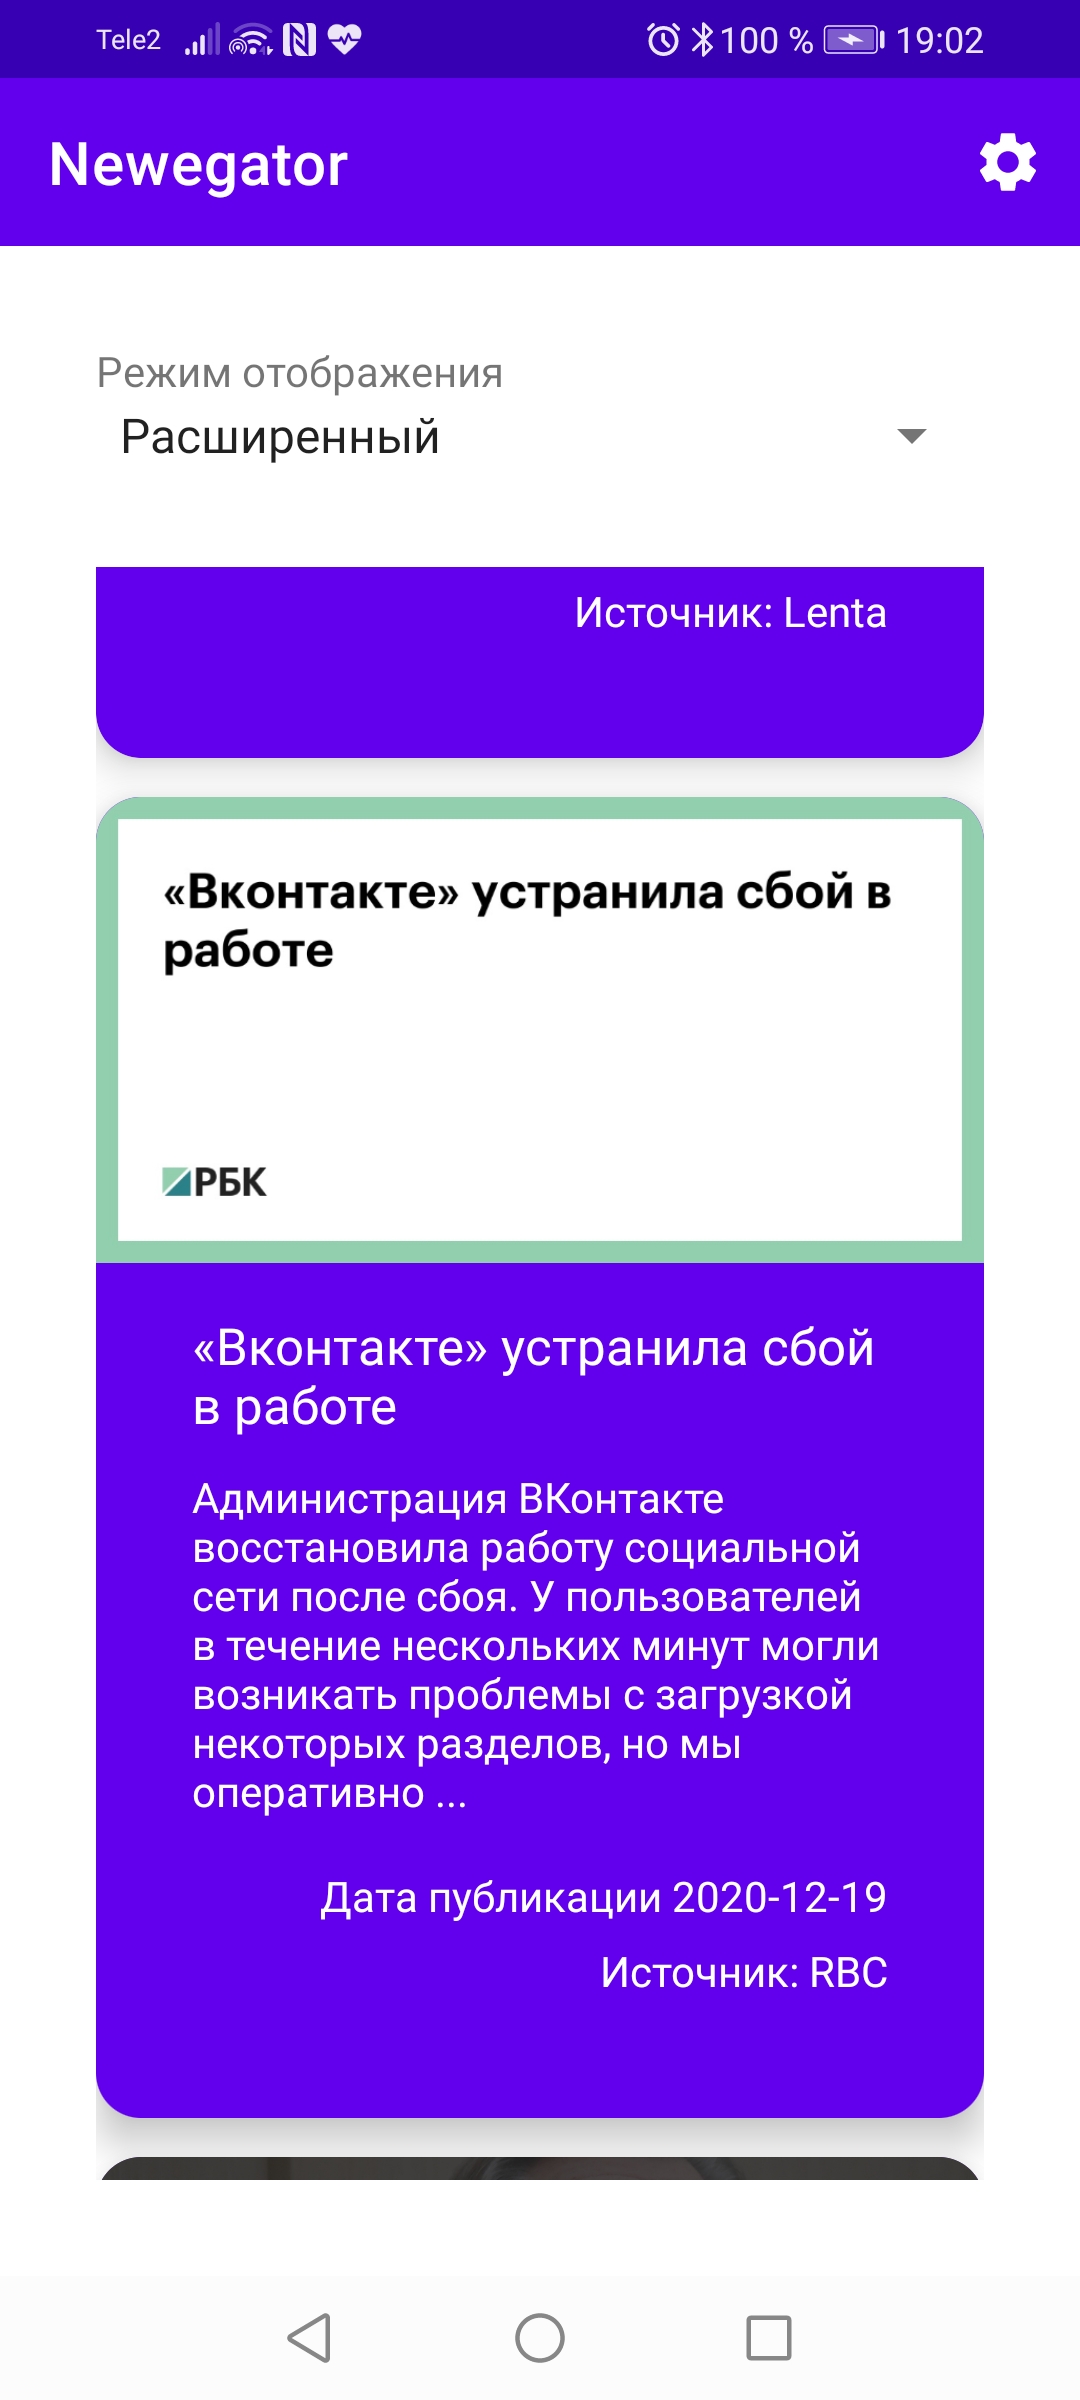 Tele2 100 % 19:02
Newegator
Режим отображения
Расширенный
Источник: Lenta
«Вконтакте» устранила сбой в
работе
РБК
«Вконтакте» устранила сбой
в работе
Администрация ВКонтакте
восстановила работу социальной
сети после сбоя. У пользователей
в течение нескольких минут могли
возникать проблемы с загрузкой
некоторых разделов, но мы
оперативно ...
Дата публикации 2020-12-19
Источник: RBC